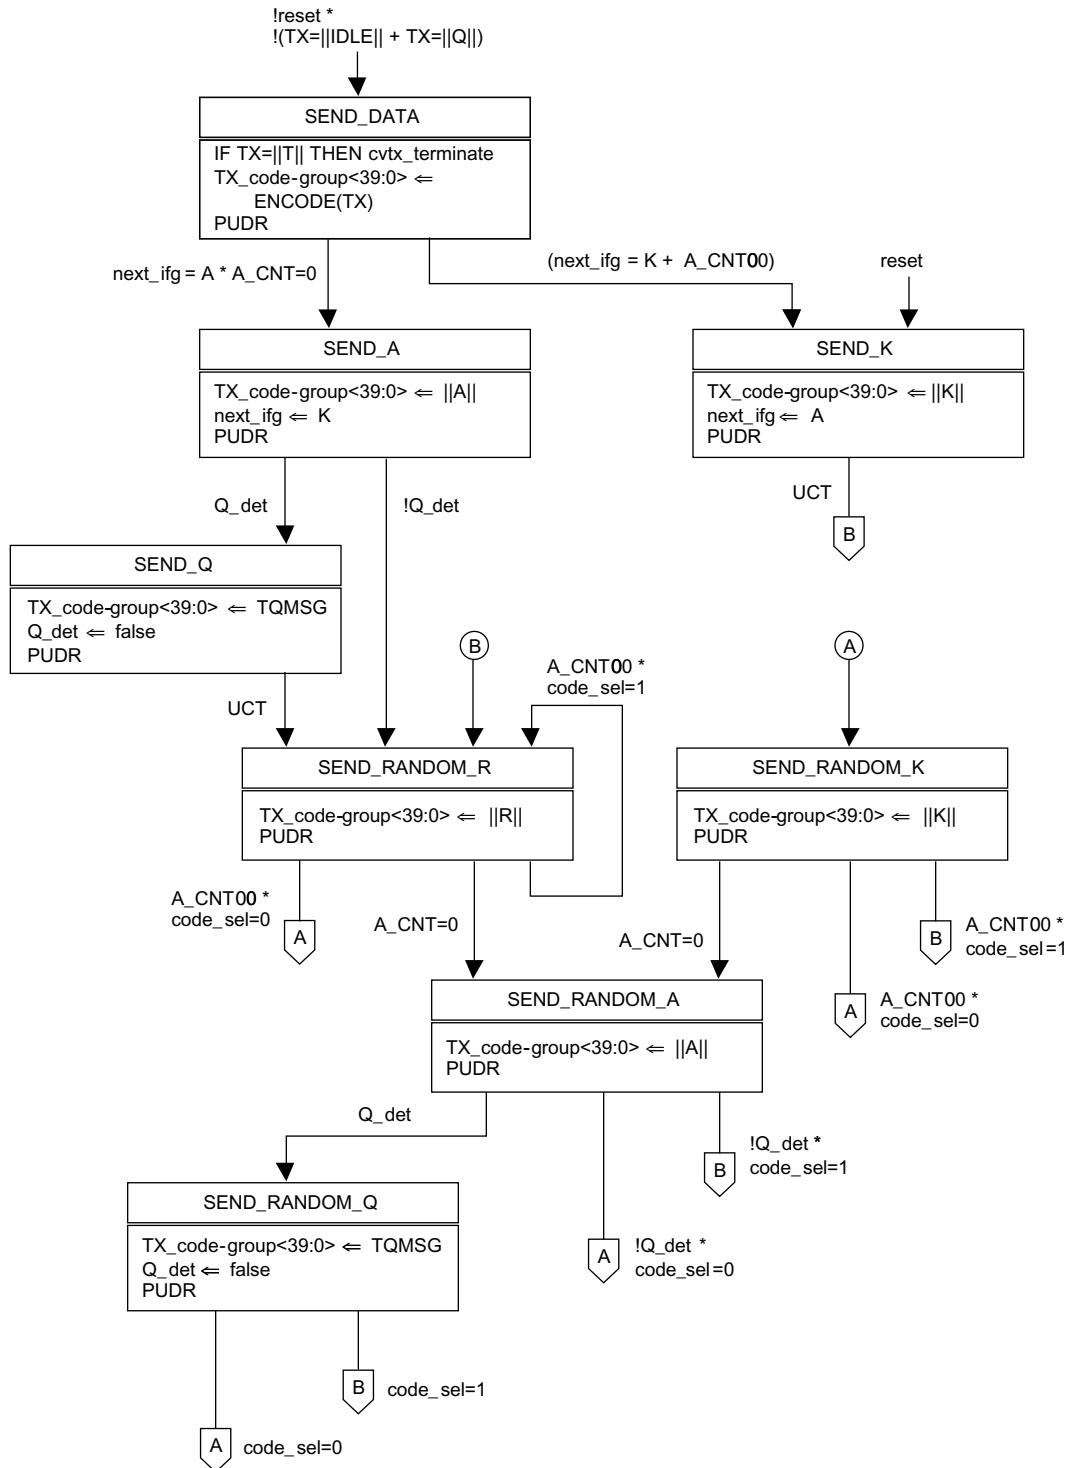 !reset *
!(TX=||IDLE|| + TX=||Q||)
SEND_DATA
IF TX=||T|| THEN cvtx_terminate
TX_code-group<39:0> ⇐
ENCODE(TX)
PUDR
next_ifg = A * A_CNT=0
(next_ifg = K + A_CNT00)
reset
SEND_A
TX_code-group<39:0> ⇐ ||A||
next_ifg ⇐ K
PUDR
SEND_K
TX_code-group<39:0> ⇐ ||K||
next_ifg ⇐ A
PUDR
Q_det
!Q_det
UCT
B
SEND_Q
TX_code-group<39:0> ⇐ TQMSG
Q_det ⇐ false
PUDR
UCT
B
A_CNT00 *
code_sel=1
A
SEND_RANDOM_R
TX_code-group<39:0> ⇐ ||R||
PUDR
SEND_RANDOM_K
TX_code-group<39:0> ⇐ ||K||
PUDR
A_CNT00 *
code_sel=0
A
A_CNT=0
A_CNT=0
B
A_CNT00 *
code_sel=1
A
A_CNT00 *
code_sel=0
SEND_RANDOM_A
TX_code-group<39:0> ⇐ ||A||
PUDR
Q_det
B
!Q_det *
code_sel=1
SEND_RANDOM_Q
TX_code-group<39:0> ⇐ TQMSG
Q_det ⇐ false
PUDR
A
!Q_det *
code_sel=0
B
code_sel=1
A
code_sel=0